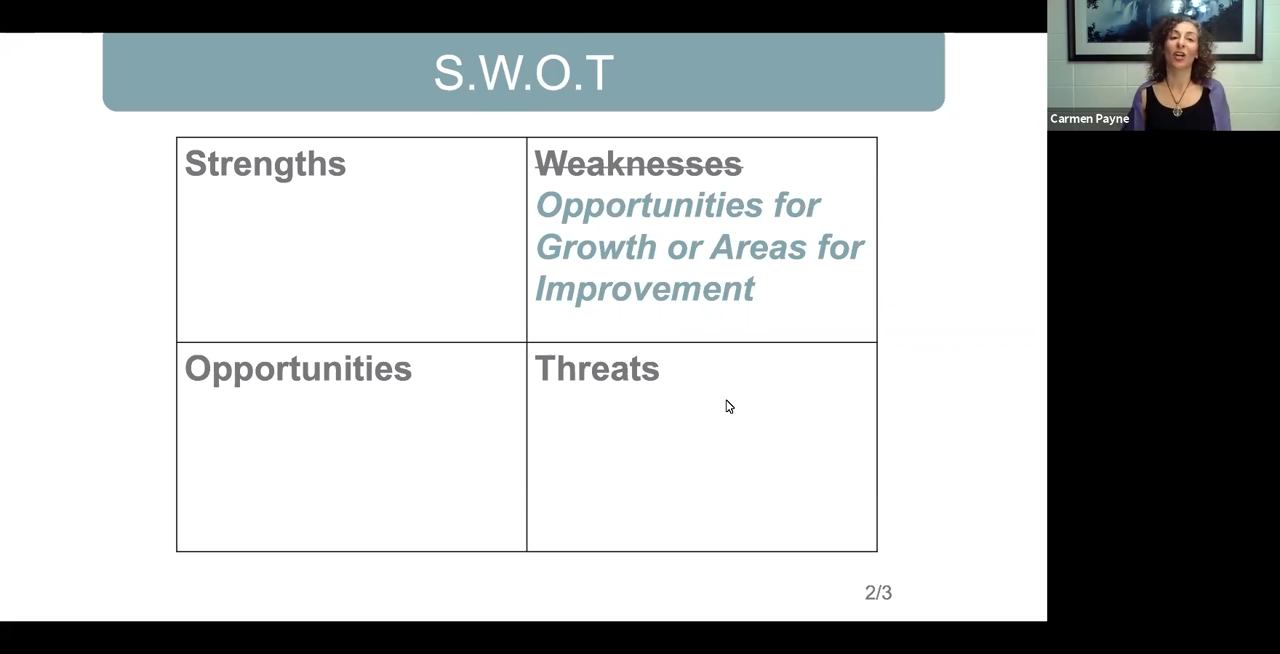 S.W.O.T
Carmen Payne
Strengths
Weaknesses
Opportunities for
Growth or Areas for
Improvement
Opportunities
Threats
2/3